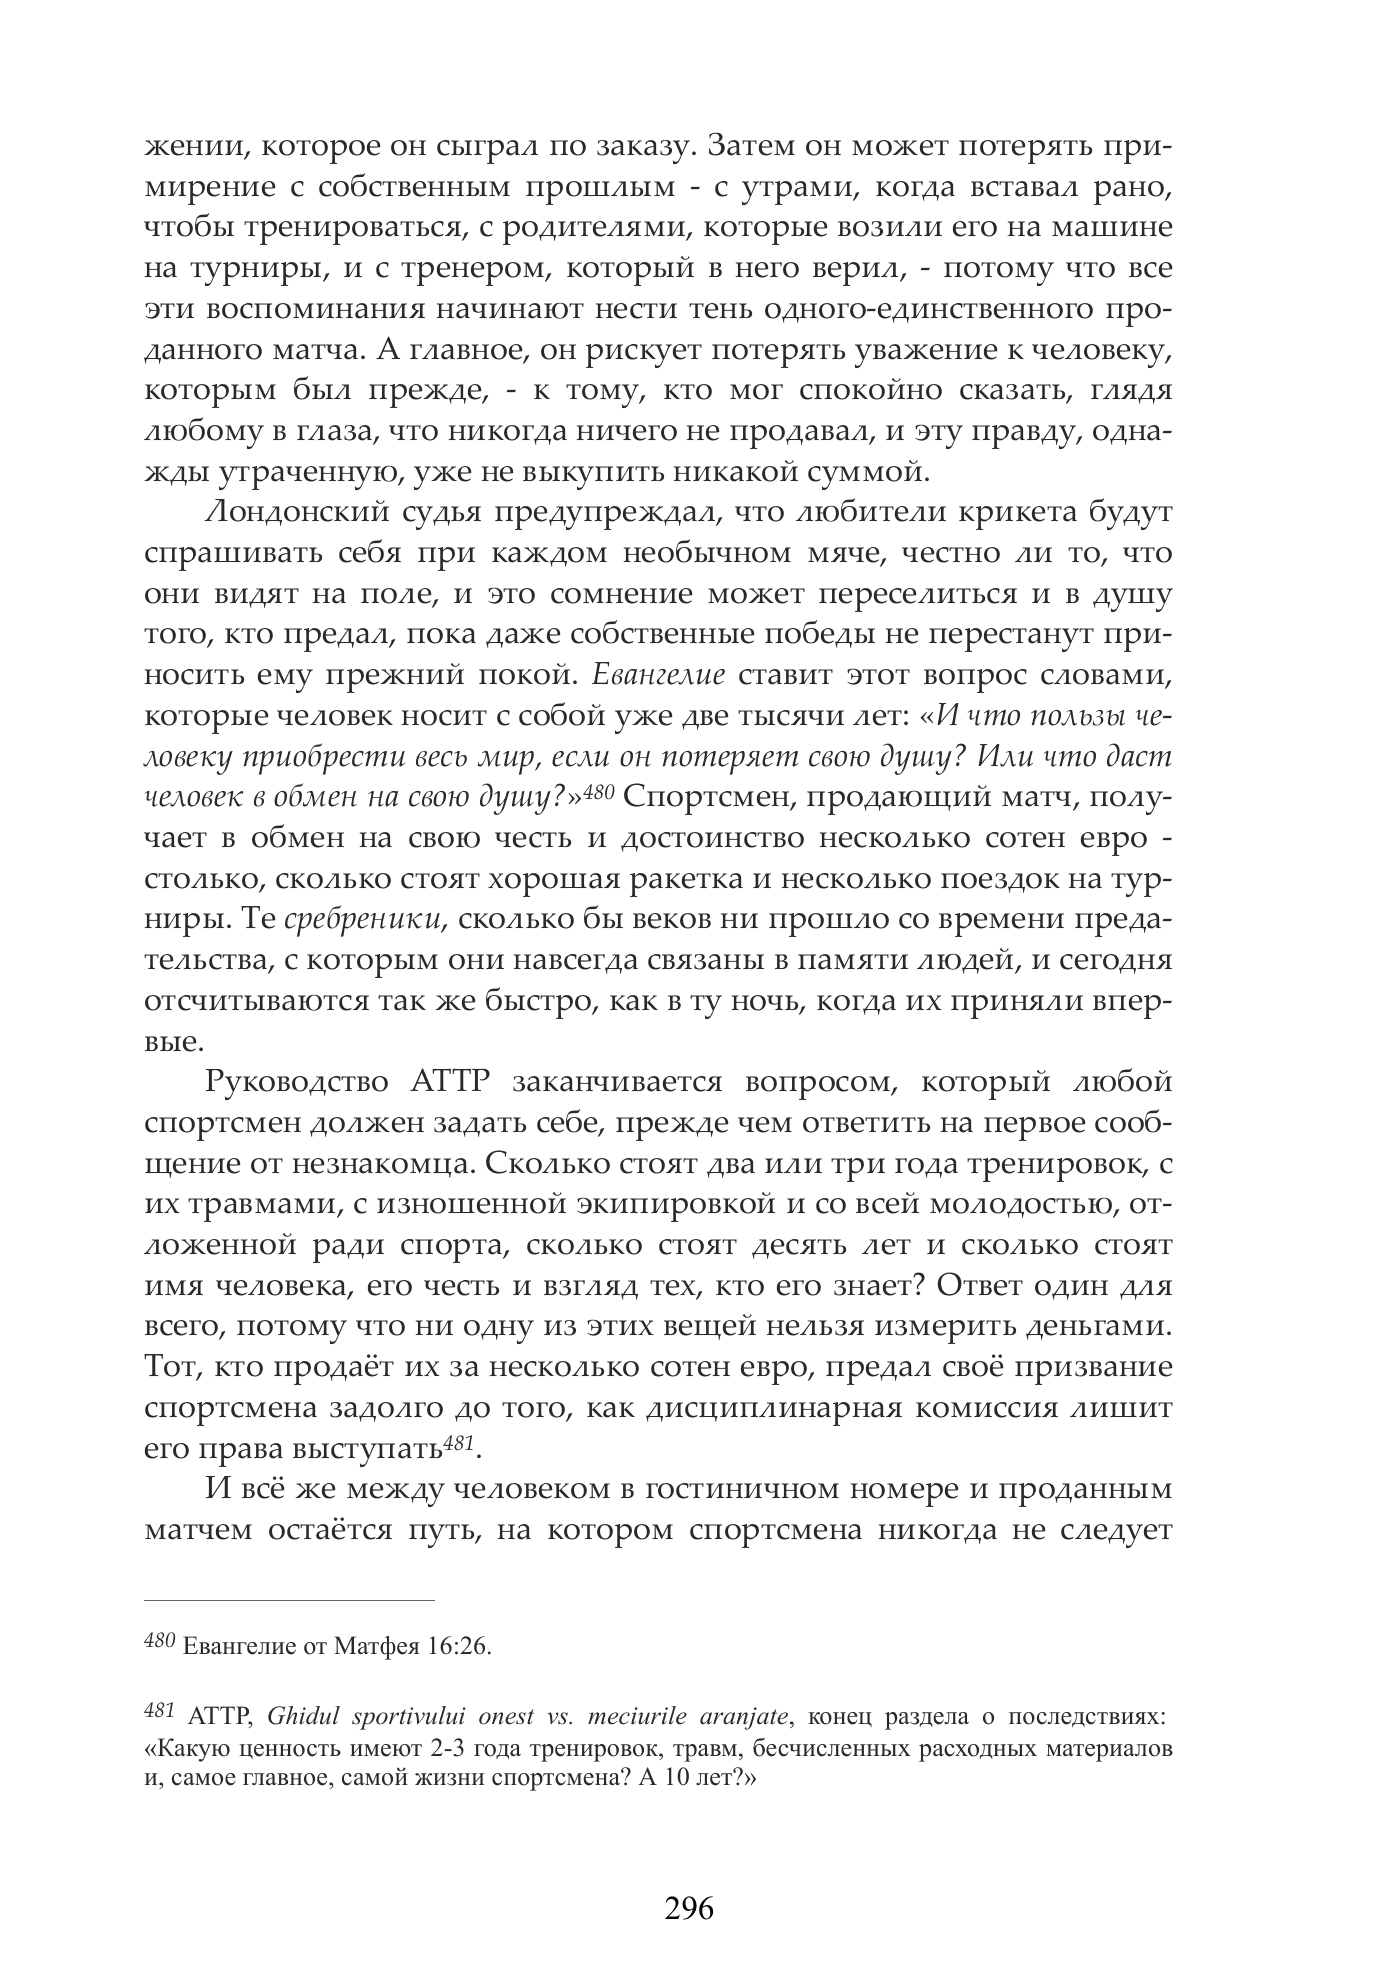 жении, которое он сыграл по заказу. Затем он может потерять при-
мирение с собственным прошлым - с утрами, когда вставал рано,
чтобы тренироваться, с родителями, которые возили его на машине
на турниры, и с тренером, который в него верил, - потому что все
эти воспоминания начинают нести тень одного-единственного про-
данного матча. А главное, он рискует потерять уважение к человеку,
которым был прежде, - к тому, кто мог спокойно сказать, глядя
любому в глаза, что никогда ничего не продавал, и эту правду, одна-
жды утраченную, уже не выкупить никакой суммой.
Лондонский судья предупреждал, что любители крикета будут
спрашивать себя при каждом необычном мяче, честно ли то, что
они видят на поле, и это сомнение может переселиться и в душу
того, кто предал, пока даже собственные победы не перестанут при-
носить ему прежний покой. Евангелие ставит этот вопрос словами,
которые человек носит с собой уже две тысячи лет: «И что пользы че-
ловеку приобрести весь мир, если он потеряет свою душу? Или что даст
человек в обмен на свою душу?»480 Спортсмен, продающий матч, полу-
чает в обмен на свою честь и достоинство несколько сотен евро -
столько, сколько стоят хорошая ракетка и несколько поездок на тур-
ниры. Те сребреники, сколько бы веков ни прошло со времени преда-
тельства, с которым они навсегда связаны в памяти людей, и сегодня
отсчитываются так же быстро, как в ту ночь, когда их приняли впер-
вые.
Руководство АТТР заканчивается вопросом, который любой
спортсмен должен задать себе, прежде чем ответить на первое сооб-
щение от незнакомца. Сколько стоят два или три года тренировок, с
их травмами, с изношенной экипировкой и со всей молодостью, от-
ложенной ради спорта, сколько стоят десять лет и сколько стоят
имя человека, его честь и взгляд тех, кто его знает? Ответ один для
всего, потому что ни одну из этих вещей нельзя измерить деньгами.
Тот, кто продаёт их за несколько сотен евро, предал своё призвание
спортсмена задолго до того, как дисциплинарная комиссия лишит
его права выступать481.
И всё же между человеком в гостиничном номере и проданным
матчем остаётся путь, на котором спортсмена никогда не следует
480 Евангелие от Матфея 16:26.
481 АТТР, Ghidul sportivului onest vs. meciurile aranjate, конец раздела о последствиях:
«Какую ценность имеют 2-3 года тренировок, травм, бесчисленных расходных материалов
и, самое главное, самой жизни спортсмена? А 10 лет?»
296